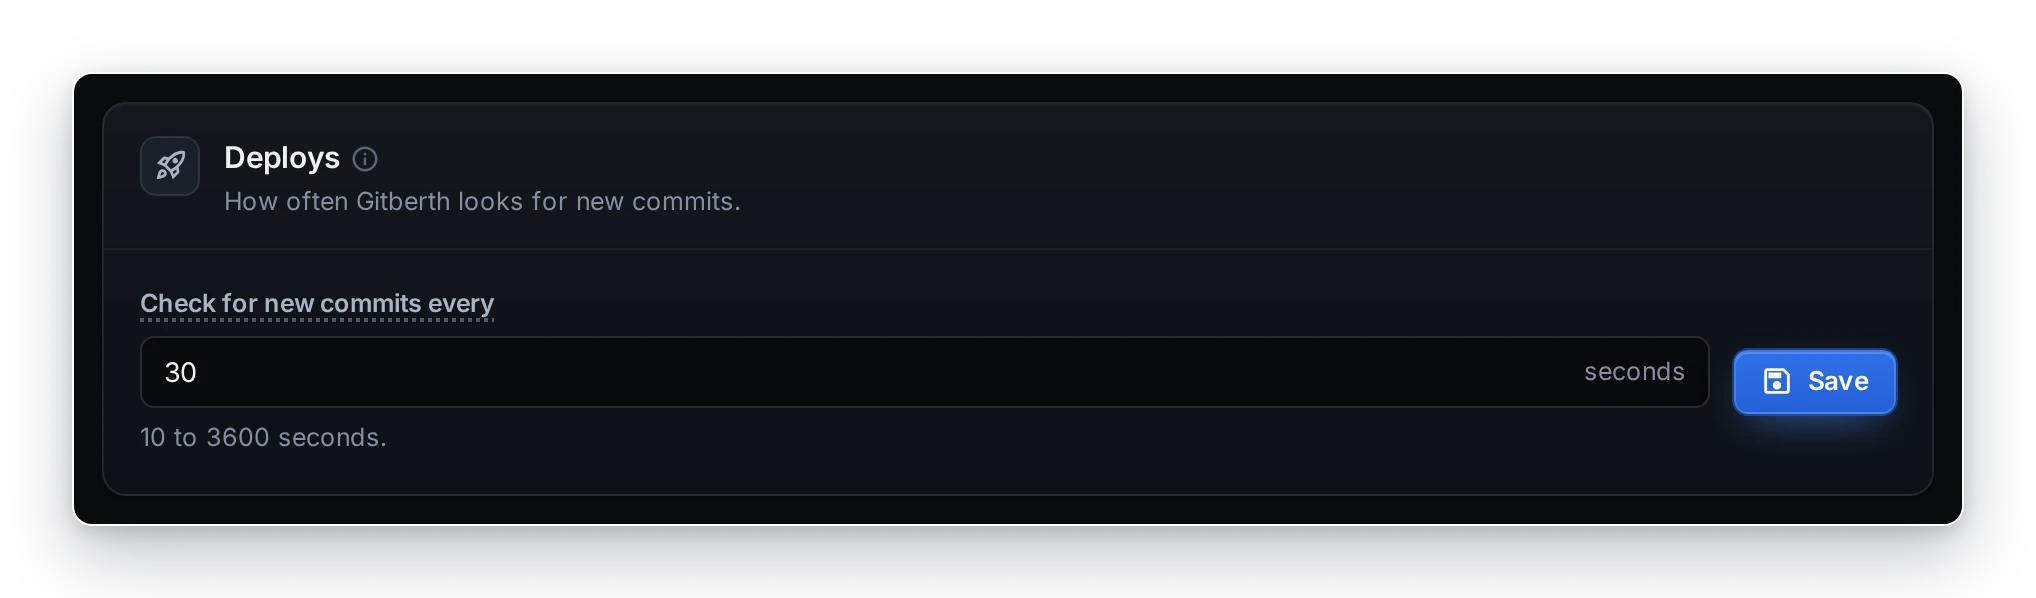 Deploys
How often Gitberth looks for new commits.
Check for new commits every
30 seconds
Save
10 to 3600 seconds.